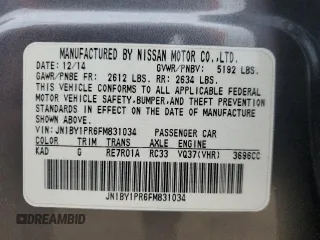 MANUFACTURED BY NISSAN MOTOR CO.,LTD.
12/14 GVWR/PNBV: 5192 LBS.
GAWR/PNBE FR: 2612 LBS. RR: 2634 LBS.
THIS VEHICLE CONFORMS TO ALL APPLICABLE FEDERAL
MOTOR VEHICLE SAFETY,BUMPER,AND THEFT PREVENTION
STANDARDS IN EFFECT ON THE DATE OF MANUFACTURE
SHOWN ABOVE.
VIN:JN1BY1PR6FM831034 PASSENGER CAR
COLOR TRIM TRANS AXLE ENGINE
KAD G RE7R01A RC33 VQ37(VHR) 3696CC
JN1BY1PR6FM831034
DREAMBID